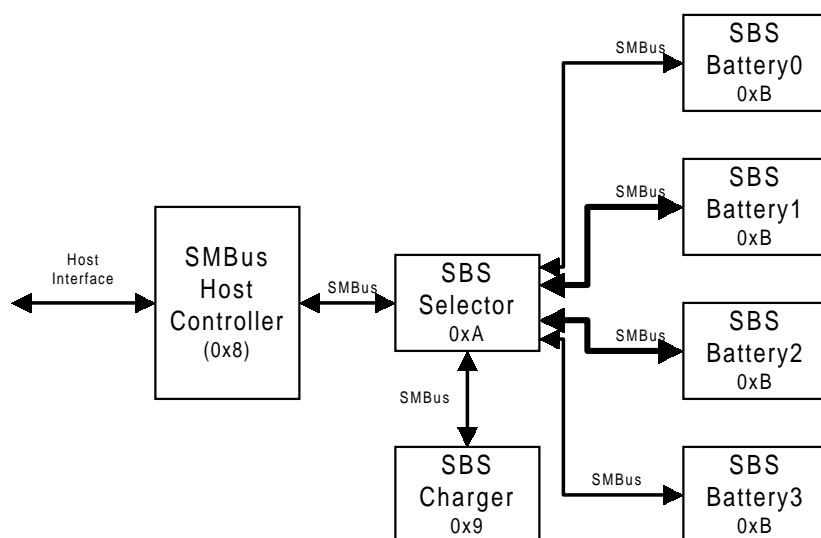 SMBus
SBS
Battery0
0xB
SMBus
SBS
Battery1
0xB
Host
Interface
SMBus
Host
Controller
(0x8)
SMBus
SBS
Selector
0xA
SMBus
SBS
Battery2
0xB
SMBus
SBS
Charger
0x9
SMBus
SBS
Battery3
0xB